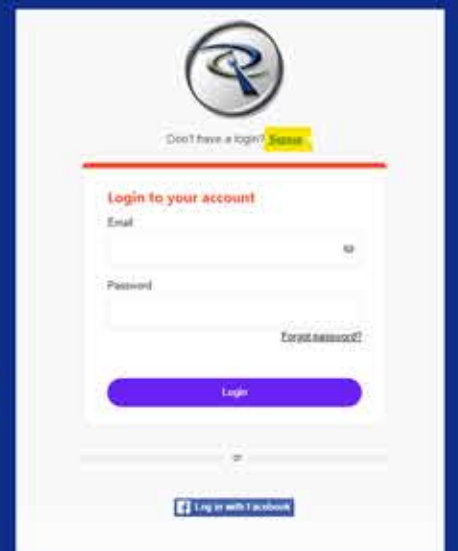 Don't have a login? Signup
Login to your account
Email
Password
Forgot password?
Login
or
Log in with Facebook